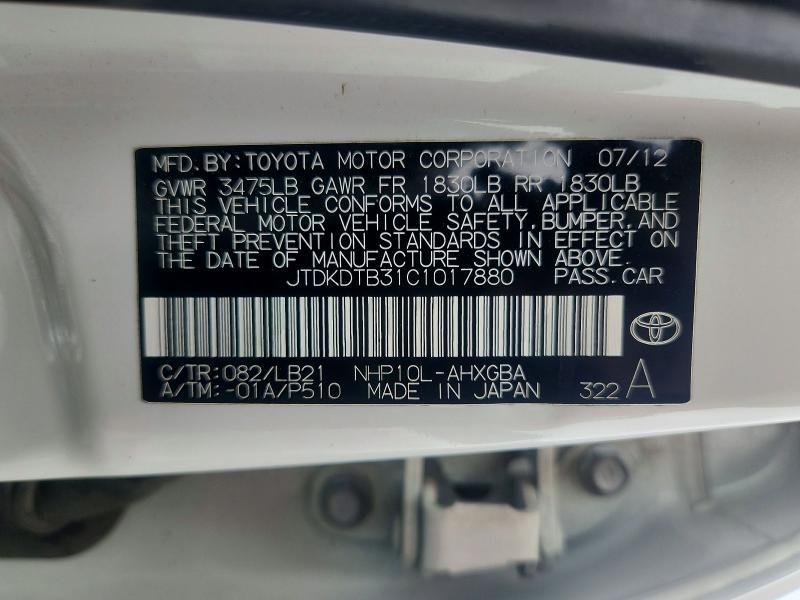 MFD. BY: TOYOTA MOTOR CORPORATION 07/12
GVWR 3475LB GAWR FR 1830LB RR 1830LB
THIS VEHICLE CONFORMS TO ALL APPLICABLE
FEDERAL MOTOR VEHICLE SAFETY, BUMPER, AND
THEFT PREVENTION STANDARDS IN EFFECT ON
THE DATE OF MANUFACTURE SHOWN ABOVE.
JTDKDTB31C1017880 PASS. CAR
C/TR: 082/LB21 NHP10L-AHXGBA
A/TM: -01A/P510 MADE IN JAPAN 322 A